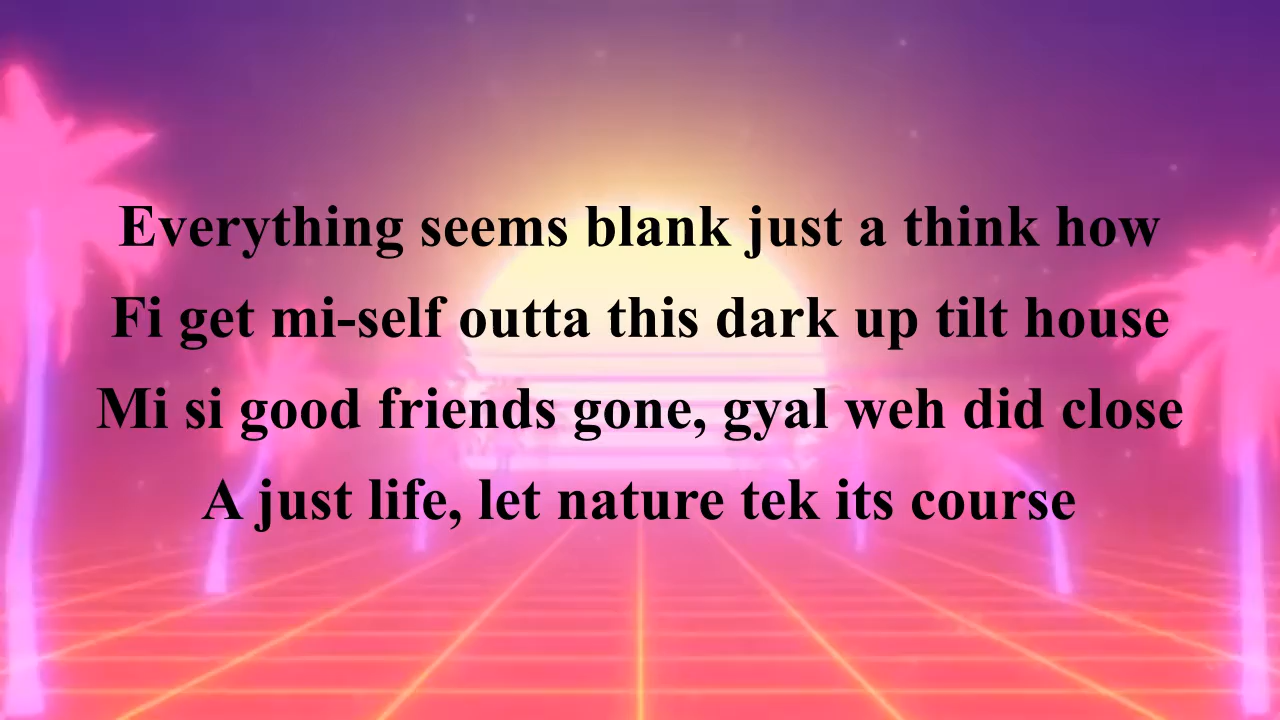 Everything seems blank just a think how
Fi get mi-self outta this dark up tilt house
Mi si good friends gone, gyal weh did close
A just life, let nature tek its course